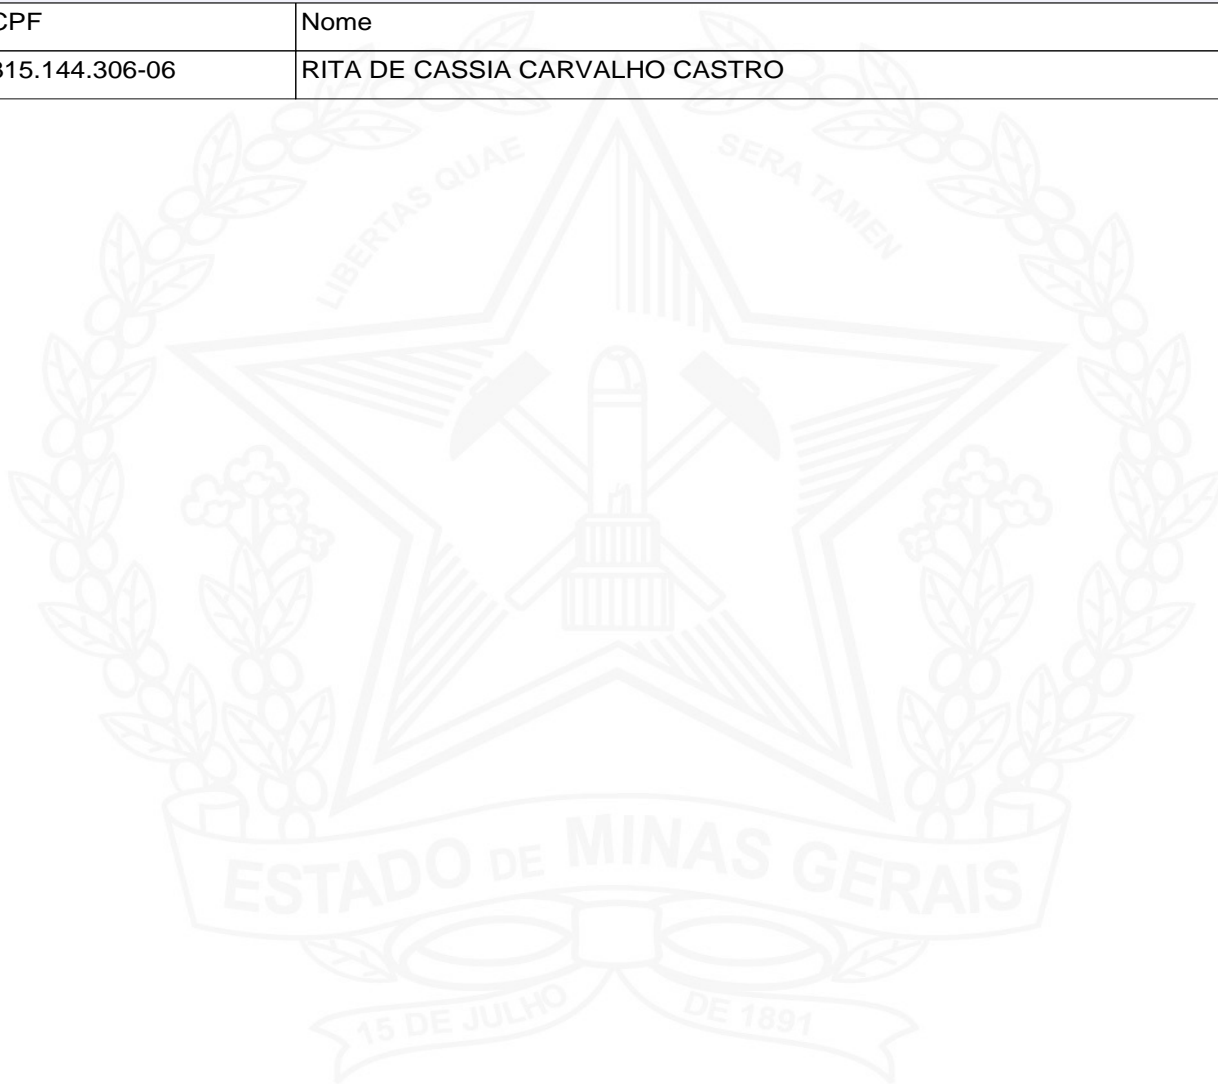 CPF Nome
815.144.306-06 RITA DE CASSIA CARVALHO CASTRO
LIBERTAS QUAE SERA TAMEN
ESTADO DE MINAS GERAIS
15 DE JULHO DE 1891